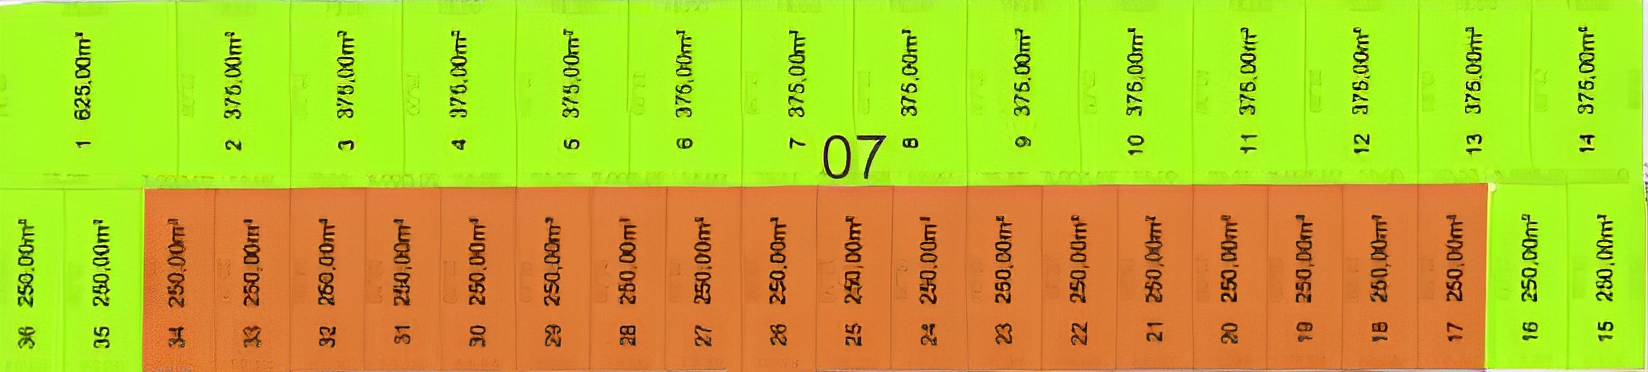 1 625,00m²
2 375,00m²
3 375,00m²
4 375,00m²
5 375,00m²
6 375,00m²
7 375,00m²
8 375,00m²
9 375,00m²
10 375,00m²
11 375,00m²
12 375,00m²
13 375,00m²
14 375,00m²
07
36 250,00m²
35 250,00m²
34 250,00m²
33 250,00m²
32 250,00m²
31 250,00m²
30 250,00m²
29 250,00m²
28 250,00m²
27 250,00m²
26 250,00m²
25 250,00m²
24 250,00m²
23 250,00m²
22 250,00m²
21 250,00m²
20 250,00m²
19 250,00m²
18 250,00m²
17 250,00m²
16 250,00m²
15 250,00m²